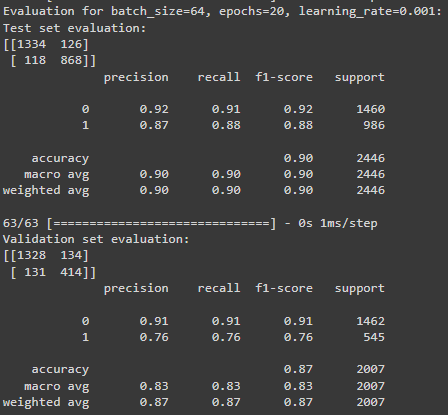 Evaluation for batch_size=64, epochs=20, learning_rate=0.001:
Test set evaluation:
[[1334  126]
 [ 118  868]]
              precision    recall  f1-score   support

           0       0.92      0.91      0.92      1460
           1       0.87      0.88      0.88       986

    accuracy                           0.90      2446
   macro avg       0.90      0.90      0.90      2446
weighted avg       0.90      0.90      0.90      2446

63/63 [==============================] - 0s 1ms/step
Validation set evaluation:
[[1328  134]
 [ 131  414]]
              precision    recall  f1-score   support

           0       0.91      0.91      0.91      1462
           1       0.76      0.76      0.76       545

    accuracy                           0.87      2007
   macro avg       0.83      0.83      0.83      2007
weighted avg       0.87      0.87      0.87      2007